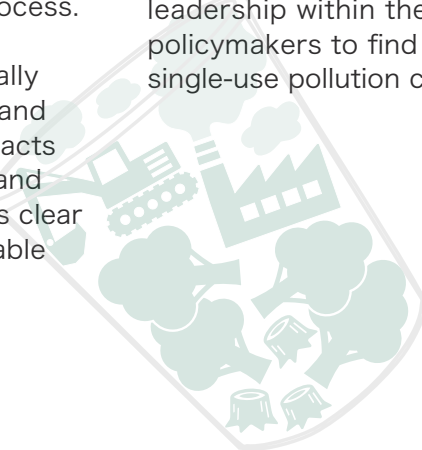 ocess.
ally
and
acts
and
s clear
able
leadership within the
policymakers to find
single-use pollution c